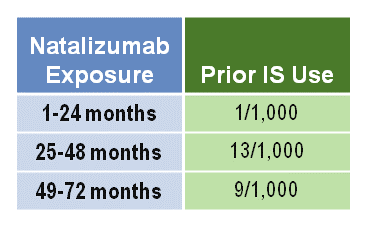 Natalizumab
Exposure
Prior IS Use
1-24 months
1/1,000
25-48 months
13/1,000
49-72 months
9/1,000